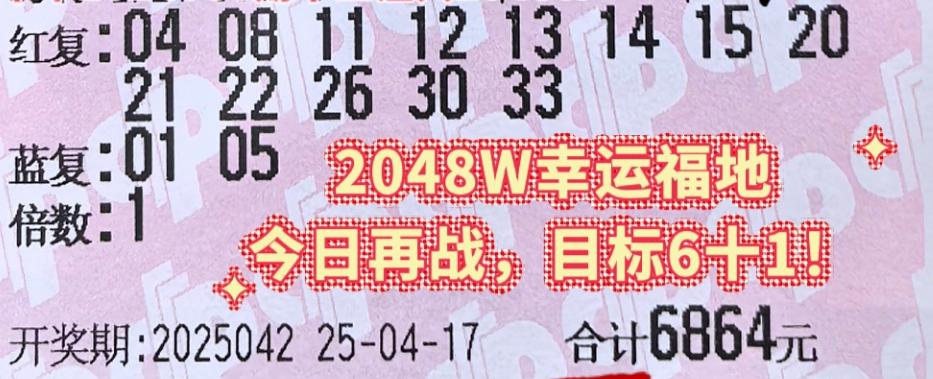 红复:04 08 11 12 13 14 15 20
21 22 26 30 33
蓝复:01 05
倍数:1
2048W幸运福地
今日再战，目标6十1!
开奖期:2025042 25-04-17 合计6864元